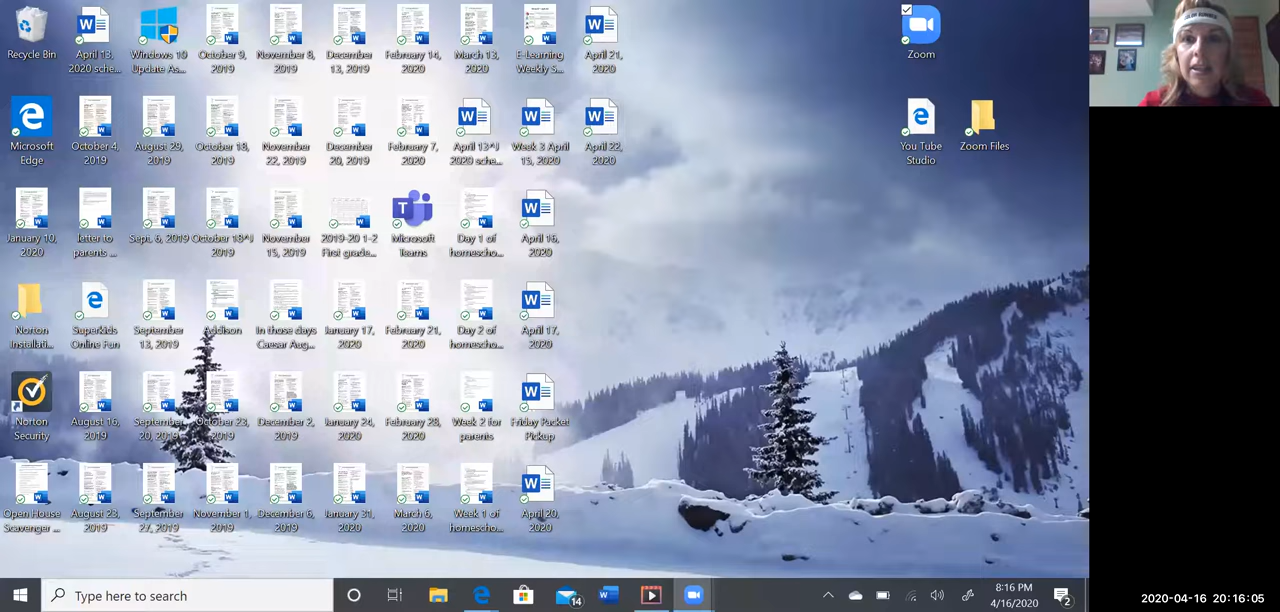 Recycle Bin
April 13, 2020 sche...
Windows 10 Update As...
October 9, 2019
November 8, 2019
December 13, 2019
February 14, 2020
March 13, 2020
E-Learning Weekly S...
April 21, 2020
Zoom
Microsoft Edge
October 4, 2019
August 29, 2019
October 18, 2019
November 22, 2019
December 20, 2019
February 7, 2020
April 13^J 2020 sche...
Week 3 April 15, 2020
April 22, 2020
You Tube Studio
Zoom Files
January 10, 2020
letter to parents ...
Sept. 6, 2019
October 18^J 2019
November 15, 2019
2019-20 1-2 First grade...
Microsoft Teams
Day 1 of homescho...
April 16, 2020
Norton Installati...
Superkids Online Fun
September 13, 2019
Addison
In those days Caesar Aug...
January 17, 2020
February 21, 2020
Day 2 of homescho...
April 17, 2020
Norton Security
August 16, 2019
September 20, 2019
October 23, 2019
December 2, 2019
January 24, 2020
February 28, 2020
Week 2 for parents
Friday Packet Pickup
Open House Scavenger ...
August 23, 2019
September 27, 2019
November 1, 2019
December 6, 2019
January 31, 2020
March 6, 2020
Week 1 of homescho...
April 20, 2020
Type here to search
14
8:16 PM
4/16/2020
2
2020-04-16 20:16:05